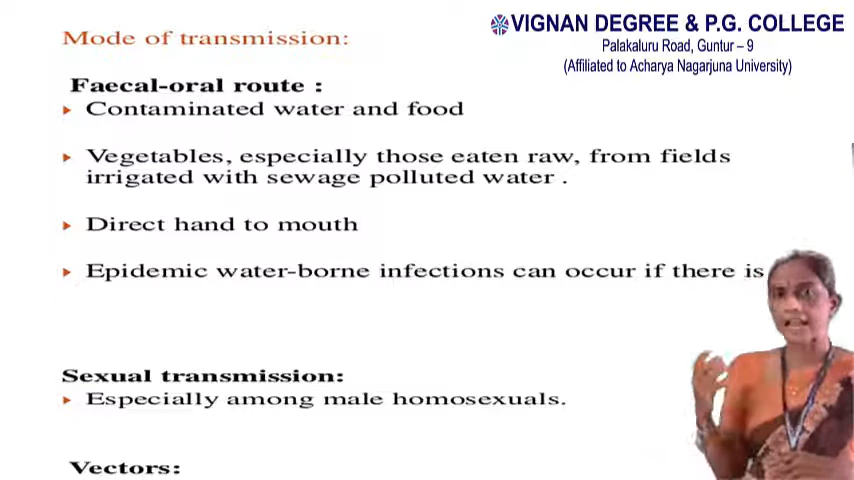 VIGNAN DEGREE & P.G. COLLEGE
Palakaluru Road, Guntur – 9
(Affiliated to Acharya Nagarjuna University)
Mode of transmission:
Faecal-oral route :
Contaminated water and food
Vegetables, especially those eaten raw, from fields
irrigated with sewage polluted water .
Direct hand to mouth
Epidemic water-borne infections can occur if there is
Sexual transmission:
Especially among male homosexuals.
Vectors: